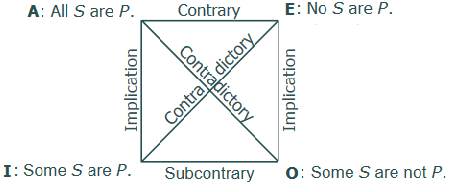 A: All S are P.
Contrary
E: No S are P.
Implication
Contradictory
Contradictory
Implication
I: Some S are P.
Subcontrary
O: Some S are not P.